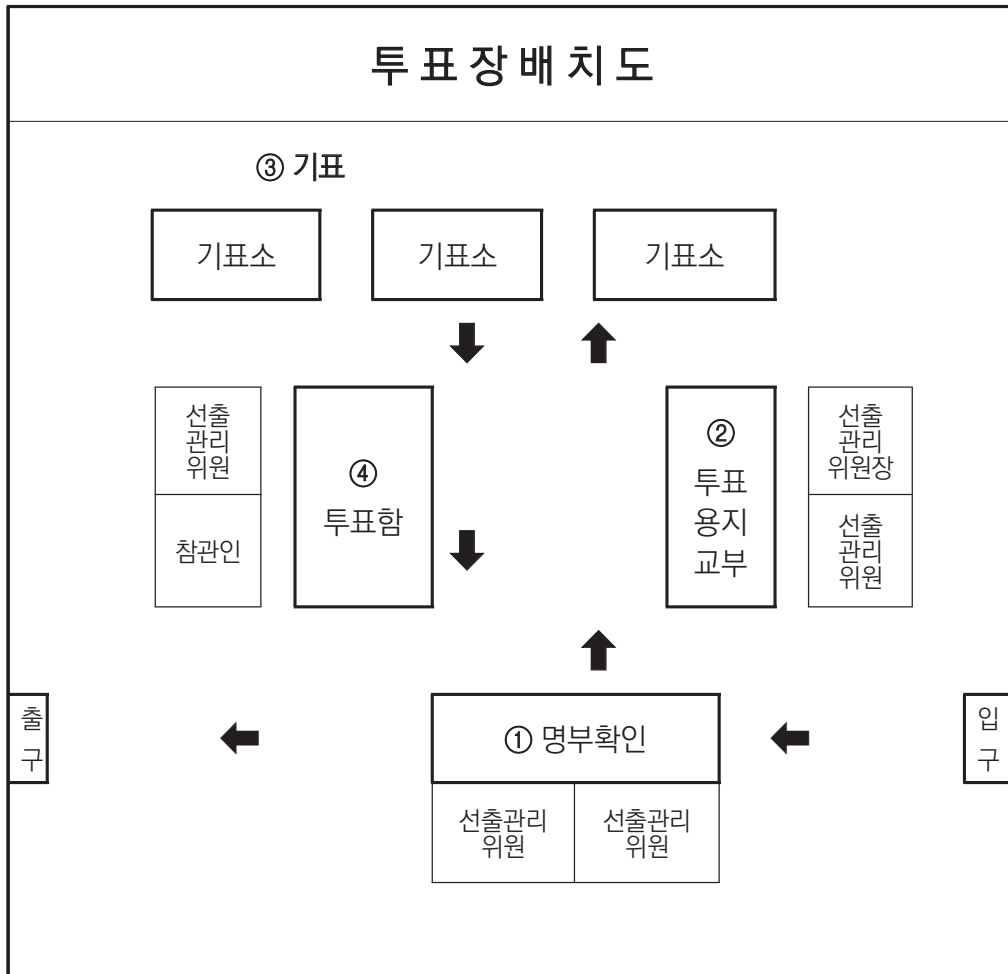 투표장배치도
③ 기표
기표소
기표소
기표소
선출
관리
위원
참관인
④
투표함
②
투표
용지
교부
선출
관리
위원장
선출
관리
위원
출
구
① 명부확인
선출관리
위원
선출관리
위원
입
구